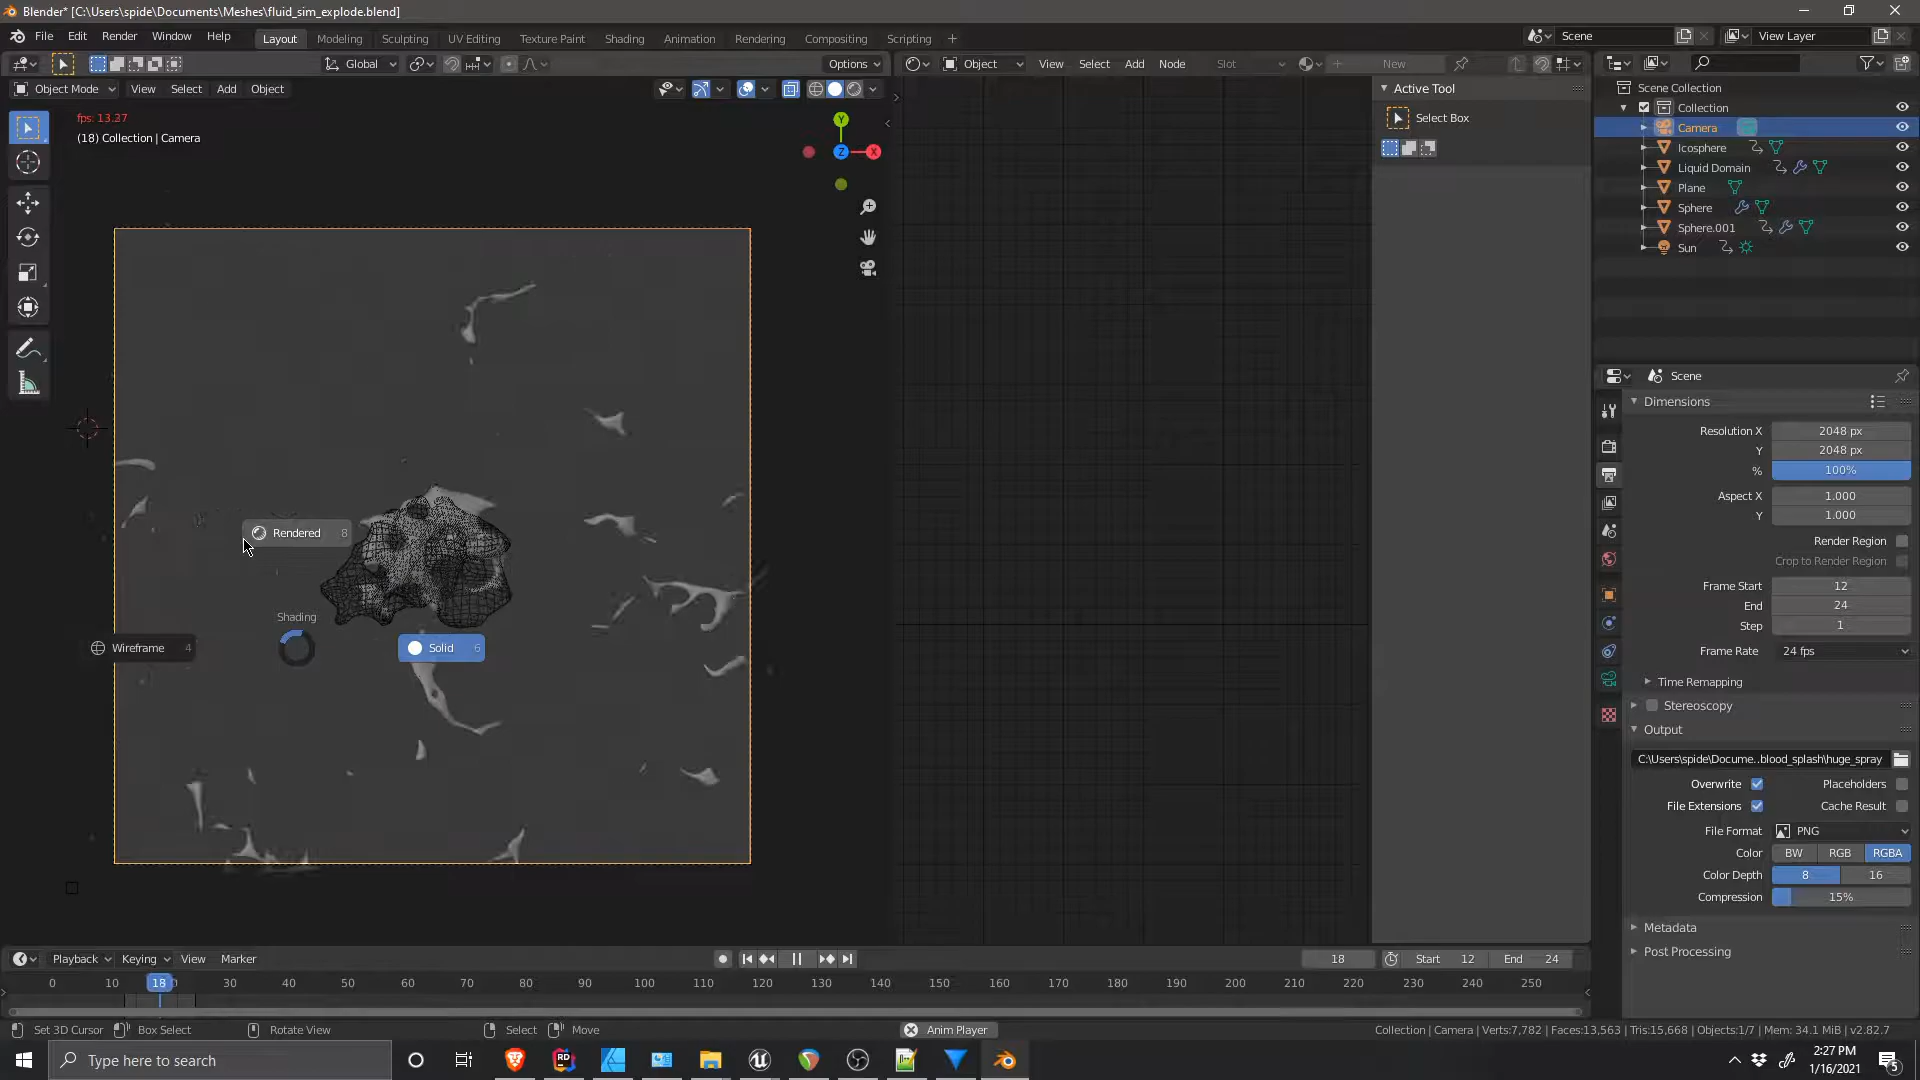 Blender* [C:\Users\spide\Documents\Meshes\fluid_sim_explode.blend]
File Edit Render Window Help Layout Modeling Sculpting UV Editing Texture Paint Shading Animation Rendering Compositing Scripting + Scene View Layer
Global Options Object View Select Add Node Slot New
Object Mode View Select Add Object
Active Tool
Select Box
fps: 13.27
(18) Collection | Camera
Y
Z X
Rendered 8
Shading
Wireframe 4
Solid 6
Scene Collection
Collection
Camera
Icosphere
Liquid Domain
Plane
Sphere
Sphere.001
Sun
Scene
Dimensions
Resolution X 2048 px
Y 2048 px
% 100%
Aspect X 1.000
Y 1.000
Render Region
Crop to Render Region
Frame Start 12
End 24
Step 1
Frame Rate 24 fps
Time Remapping
Stereoscopy
Output
C:\Users\spide\Docume..blood_splash\huge_spray
Overwrite Placeholders
File Extensions Cache Result
File Format PNG
Color BW RGB RGBA
Color Depth 8 16
Compression 15%
Metadata
Post Processing
Playback Keying View Marker 18 Start 12 End 24
0 10 18 30 40 50 60 70 80 90 100 110 120 130 140 150 160 170 180 190 200 210 220 230 240 250
Set 3D Cursor Box Select Rotate View Select Move Anim Player Collection | Camera | Verts:7,782 | Faces:13,563 | Tris:15,668 | Objects:1/7 | Mem: 34.1 MiB | v2.82.7
Type here to search
RD
2:27 PM
1/16/2021
5